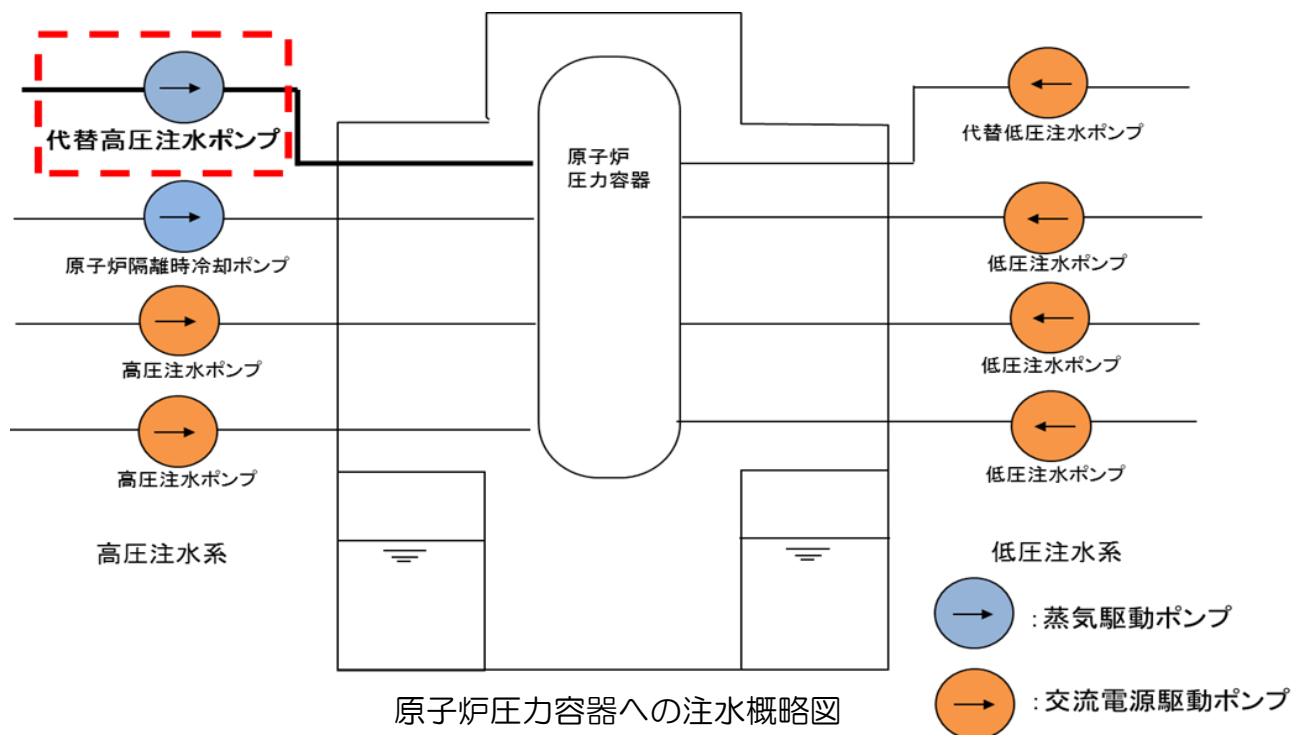 代替高圧注水ポンプ
原子炉隔離時冷却ポンプ
高圧注水ポンプ
高圧注水ポンプ
高圧注水系
原子炉
圧力容器
代替低圧注水ポンプ
低圧注水ポンプ
低圧注水ポンプ
低圧注水ポンプ
低圧注水系
:蒸気駆動ポンプ
:交流電源駆動ポンプ
原子炉圧力容器への注水概略図